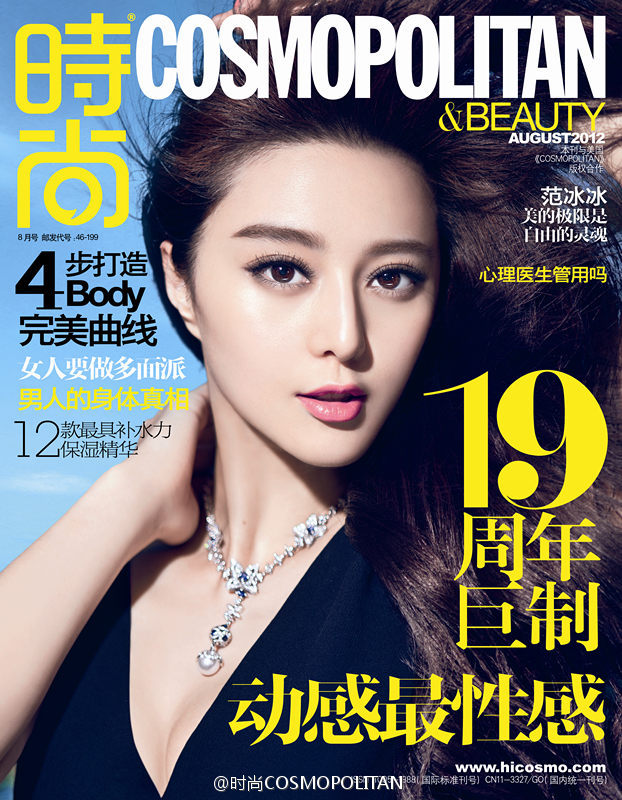 時尚®
COSMOPOLITAN
&BEAUTY
AUGUST2012
本刊与美国
《COSMOPOLITAN》
版权合作
8月号 邮发代号:46-199
范冰冰
美的极限是
自由的灵魂
心理医生管用吗
4步打造
Body
完美曲线
女人要做多面派
男人的身体真相
12款最具补水力
保湿精华
19
周年
巨制
动感最性感
www.hicosmo.com
(国际标准刊号) CN11-3327/GO(国内统一刊号)
@时尚COSMOPOLITAN